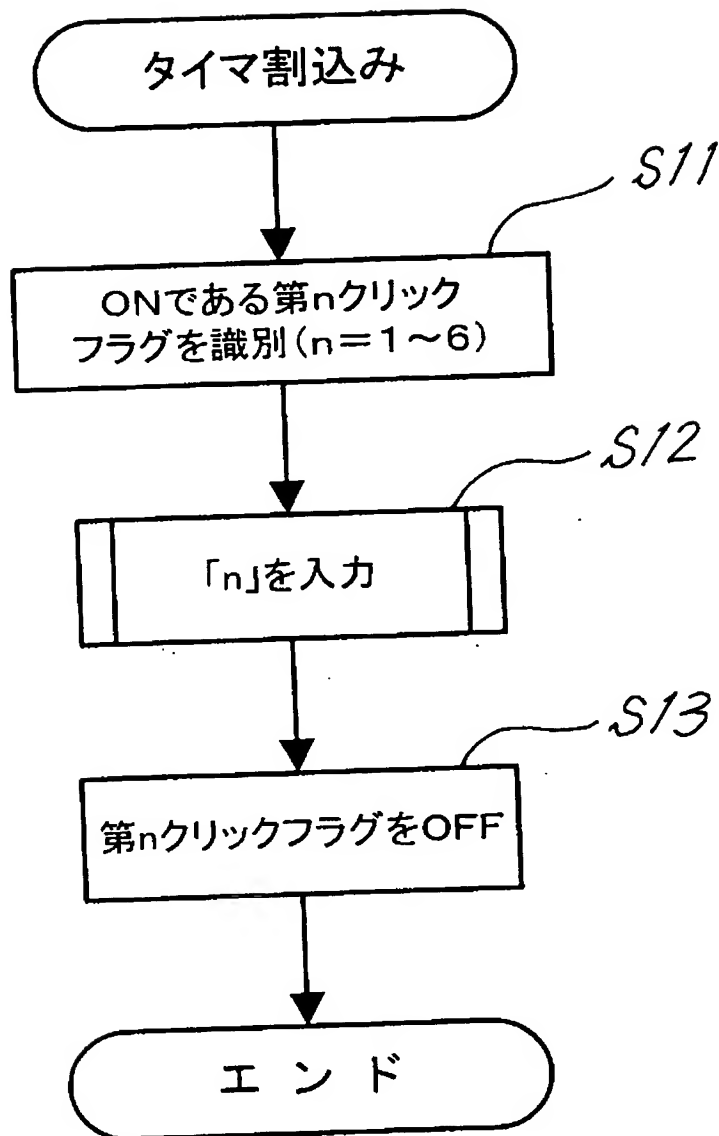 タイマ割込み
S11
ONである第nクリック
フラグを識別(n=1~6)
S12
「n」を入力
S13
第nクリックフラグをOFF
エンド